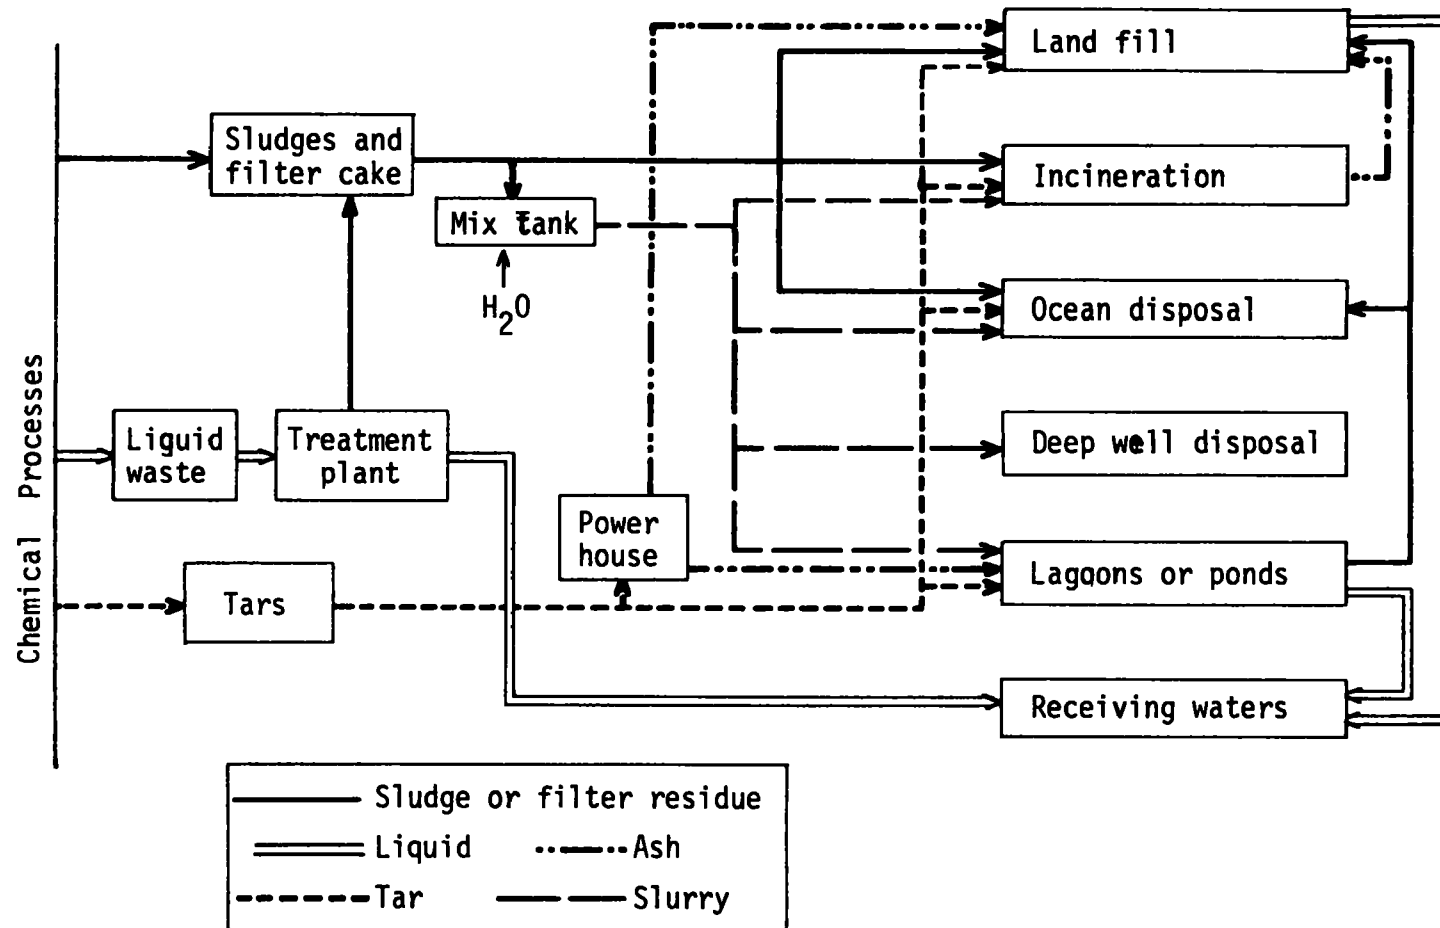 Land fill
Sludges and
filter cake
Incineration
Mix tank
H2O
Ocean disposal
Chemical Processes
Liquid
waste
Treatment
plant
Deep well disposal
Power
house
Lagoons or ponds
Tars
Receiving waters
Sludge or filter residue
Liquid
Ash
Tar
Slurry